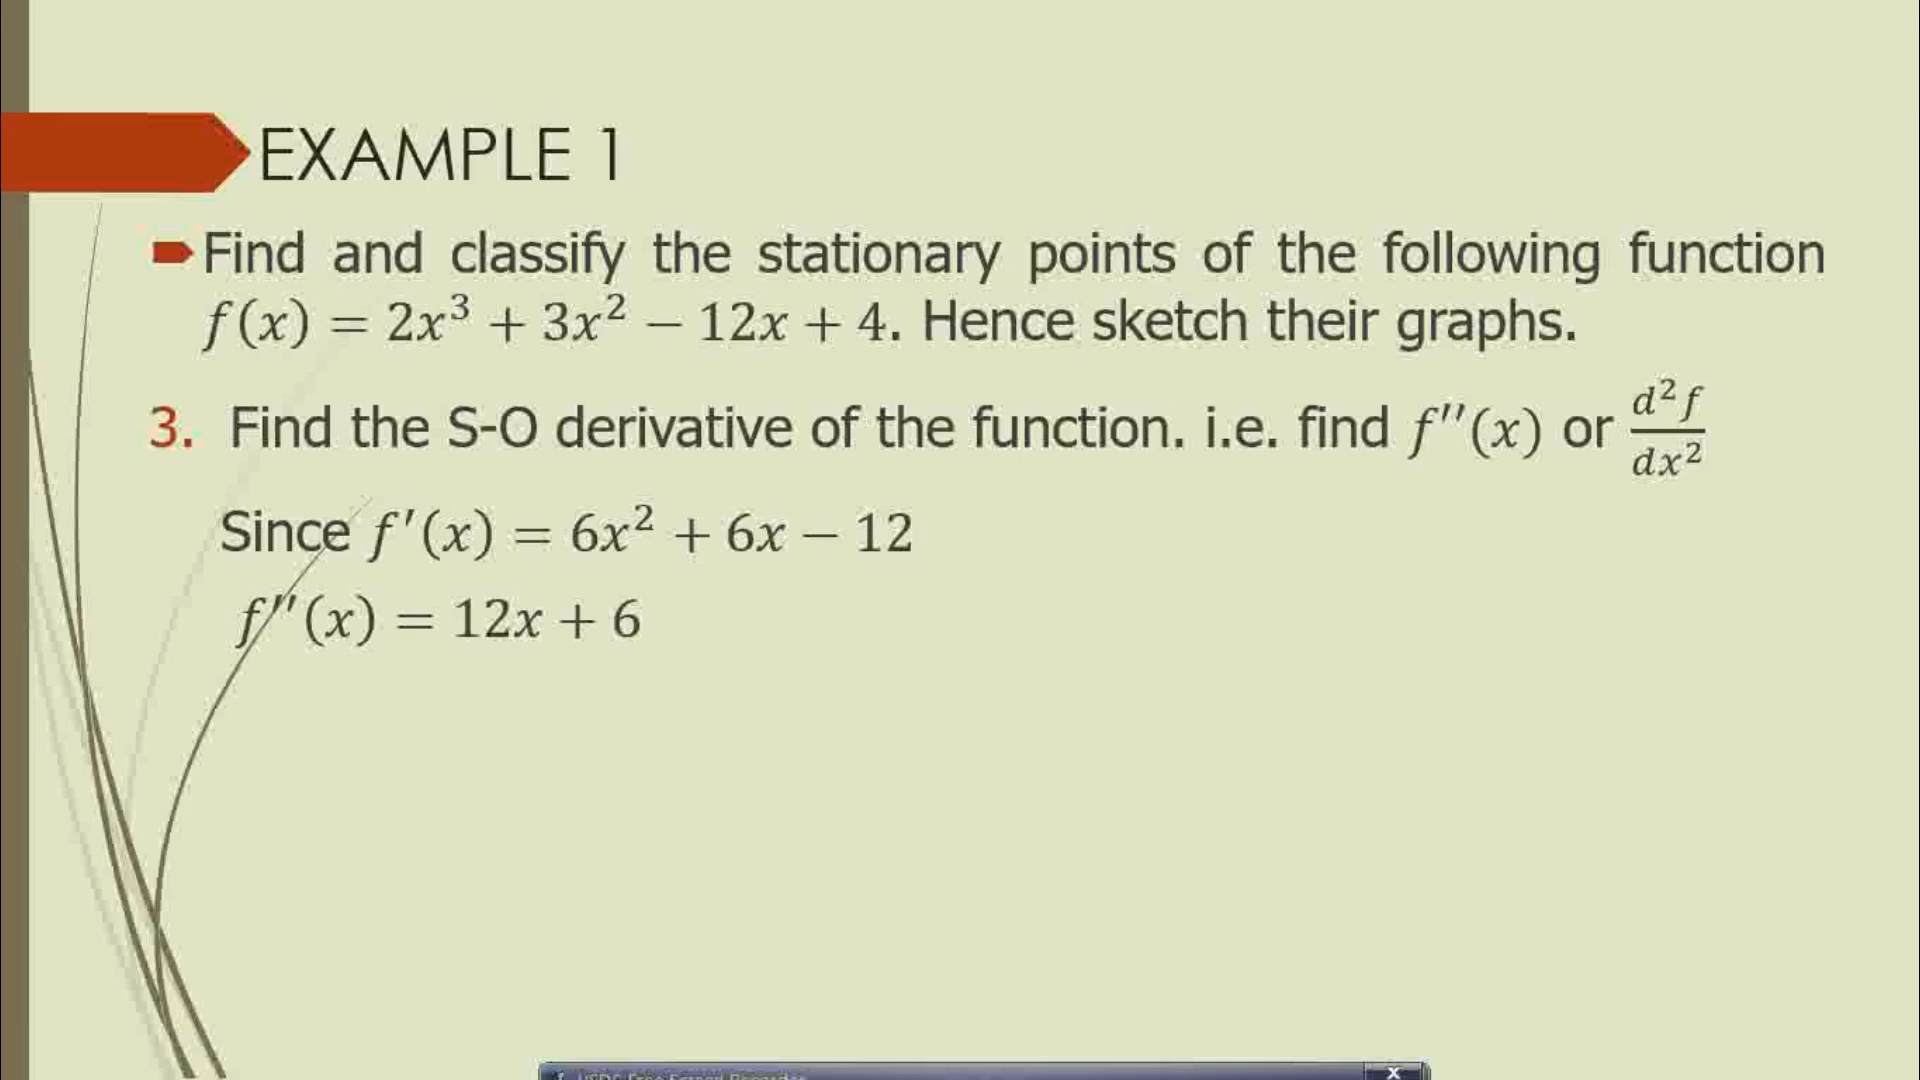 EXAMPLE 1
Find and classify the stationary points of the following function
f(x) = 2x³ + 3x² − 12x + 4. Hence sketch their graphs.
3. Find the S-O derivative of the function. i.e. find f′′(x) or d²f/dx²
Since f′(x) = 6x² + 6x − 12
f′′(x) = 12x + 6
x